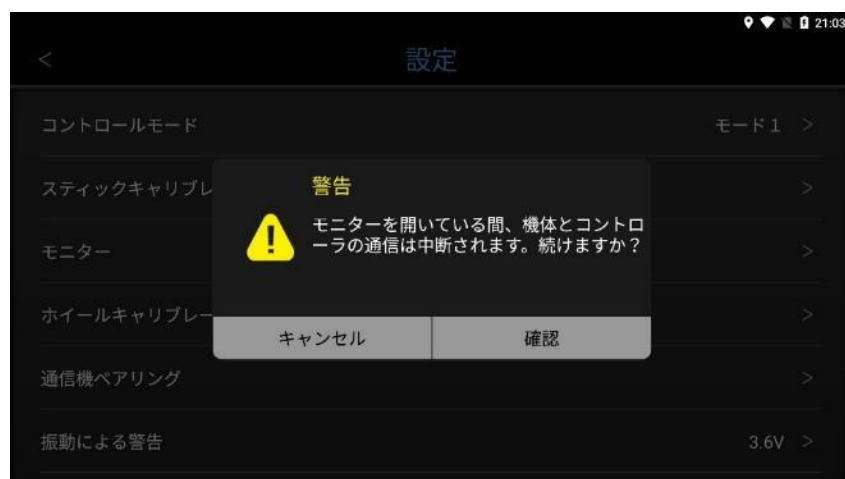 21:03
< 設定
コントロールモード モード1 >
スティックキャリブレ >
警告
モニターを開いている間、機体とコントロ
ーラの通信は中断されます。続けますか？
モニター >
ホイールキャリブレー >
キャンセル 確認
通信機ペアリング >
振動による警告 3.6V >